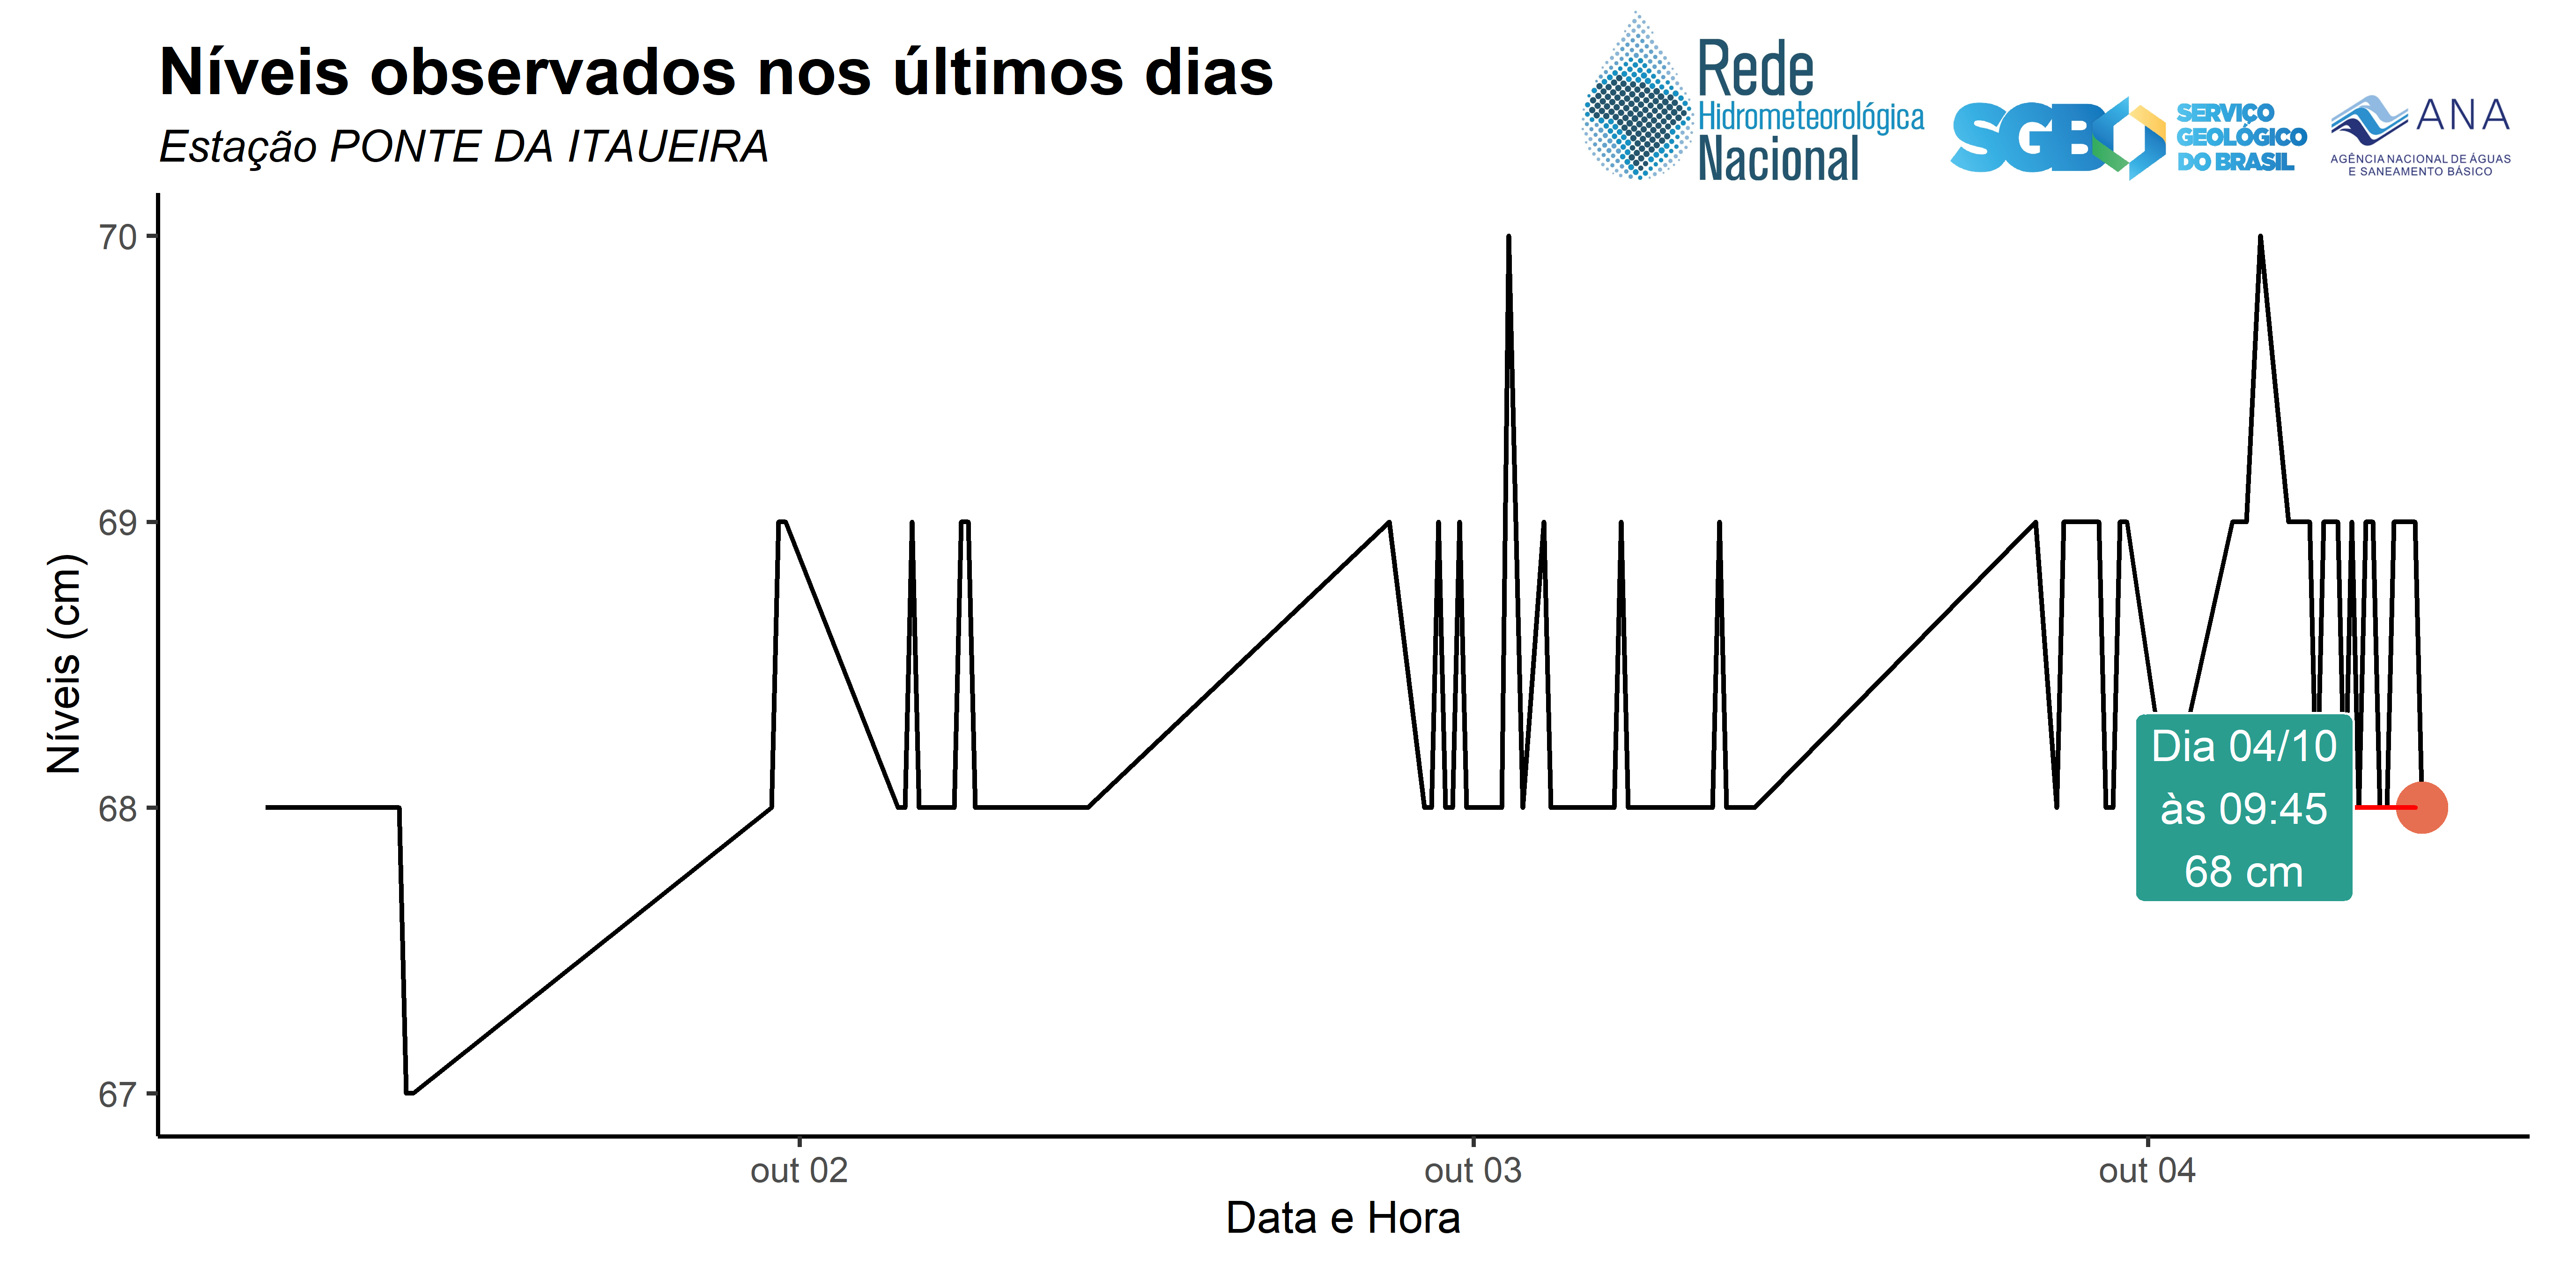 Níveis observados nos últimos dias
Estação PONTE DA ITAUEIRA
Rede
Hidrometeorológica
Nacional
SGB
SERVIÇO
GEOLÓGICO
DO BRASIL
ANA
AGÊNCIA NACIONAL DE ÁGUAS
E SANEAMENTO BÁSICO
Níveis (cm)
70
69
68
67
Dia 04/10
às 09:45
68 cm
out 02
out 03
out 04
Data e Hora